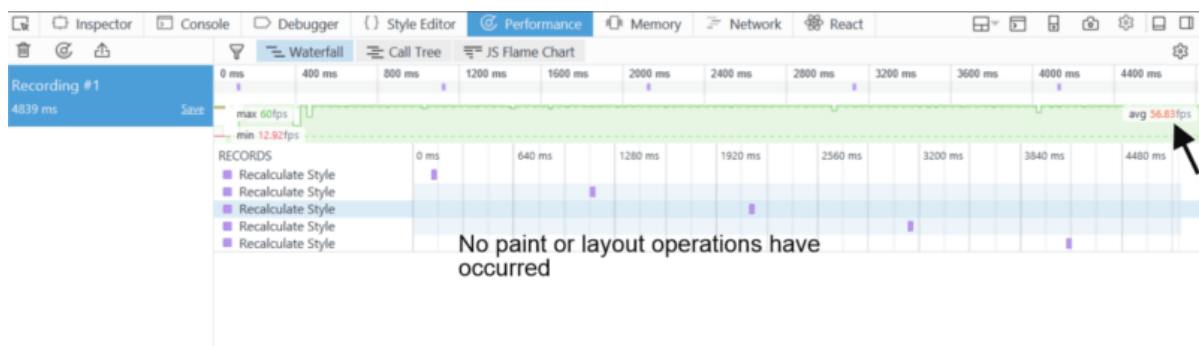 Inspector Console Debugger {} Style Editor Performance Memory Network React
Waterfall Call Tree JS Flame Chart
Recording #1
4839 ms Save
0 ms 400 ms 800 ms 1200 ms 1600 ms 2000 ms 2400 ms 2800 ms 3200 ms 3600 ms 4000 ms 4400 ms
max 60fps
avg 56.83fps
min 12.92fps
RECORDS 0 ms 640 ms 1280 ms 1920 ms 2560 ms 3200 ms 3840 ms 4480 ms
Recalculate Style
Recalculate Style
Recalculate Style
Recalculate Style
Recalculate Style
No paint or layout operations have
occurred